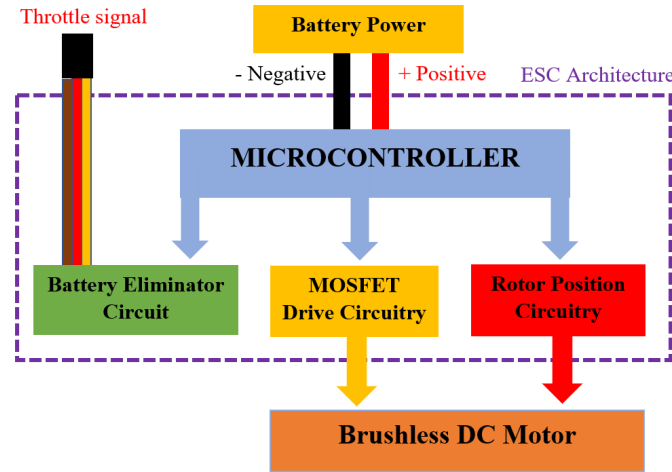 Throttle signal
Battery Power
- Negative
+ Positive
ESC Architecture
MICROCONTROLLER
Battery Eliminator
Circuit
MOSFET
Drive Circuitry
Rotor Position
Circuitry
Brushless DC Motor